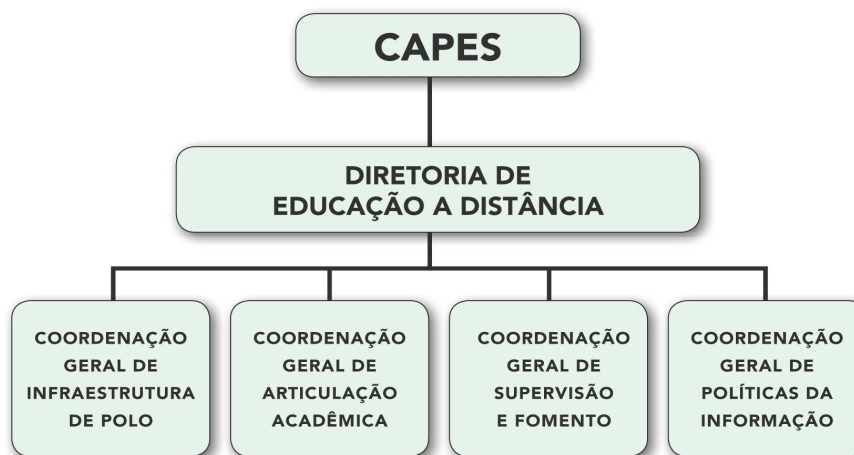 CAPES
DIRETORIA DE
EDUCAÇÃO A DISTÂNCIA
COORDENAÇÃO
GERAL DE
INFRAESTRUTURA
DE POLO
COORDENAÇÃO
GERAL DE
ARTICULAÇÃO
ACADÊMICA
COORDENAÇÃO
GERAL DE
SUPERVISÃO
E FOMENTO
COORDENAÇÃO
GERAL DE
POLÍTICAS DA
INFORMAÇÃO